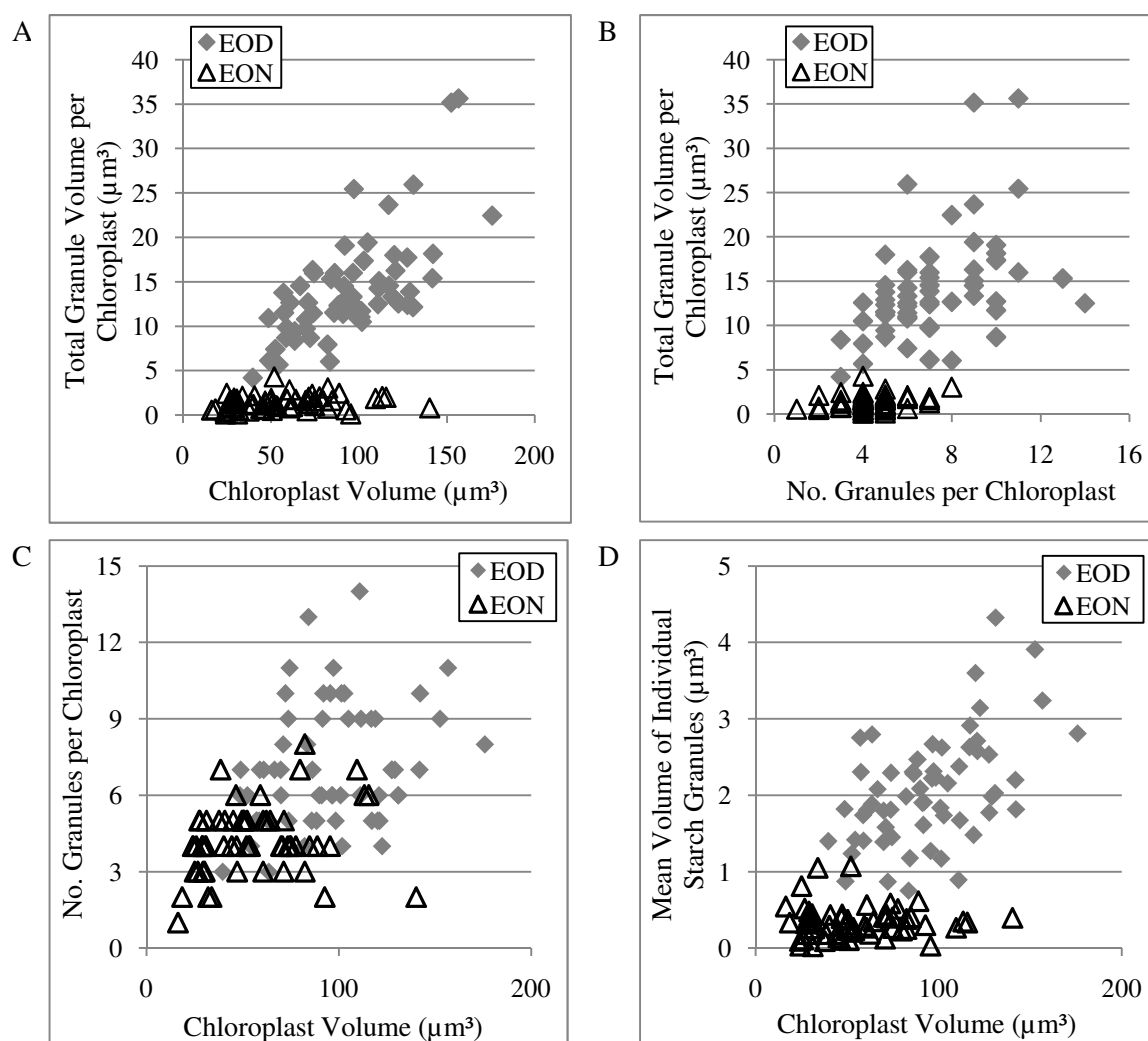 A
EOD
EON
Total Granule Volume per
Chloroplast (µm³)
40
35
30
25
20
15
10
5
0
0 50 100 150 200
Chloroplast Volume (µm³)
B
EOD
EON
Total Granule Volume per
Chloroplast (µm³)
40
35
30
25
20
15
10
5
0
0 4 8 12 16
No. Granules per Chloroplast
C
EOD
EON
No. Granules per Chloroplast
15
12
9
6
3
0
0 100 200
Chloroplast Volume (µm³)
D
EOD
EON
Mean Volume of Individual
Starch Granules (µm³)
5
4
3
2
1
0
0 100 200
Chloroplast Volume (µm³)